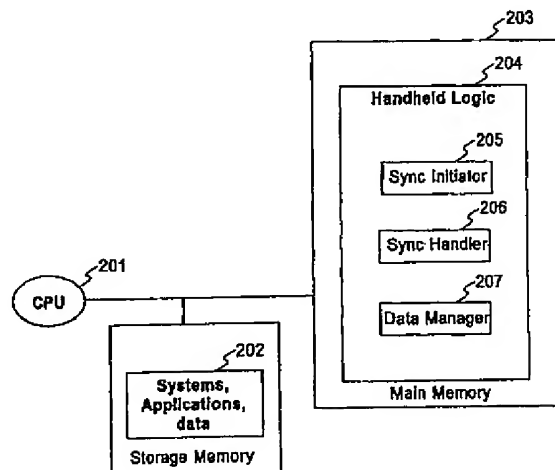 203
204
Handheld Logic
205
Sync Initiator
206
Sync Handler
201
CPU
207
Data Manager
202
Systems,
Applications,
data
Main Memory
Storage Memory